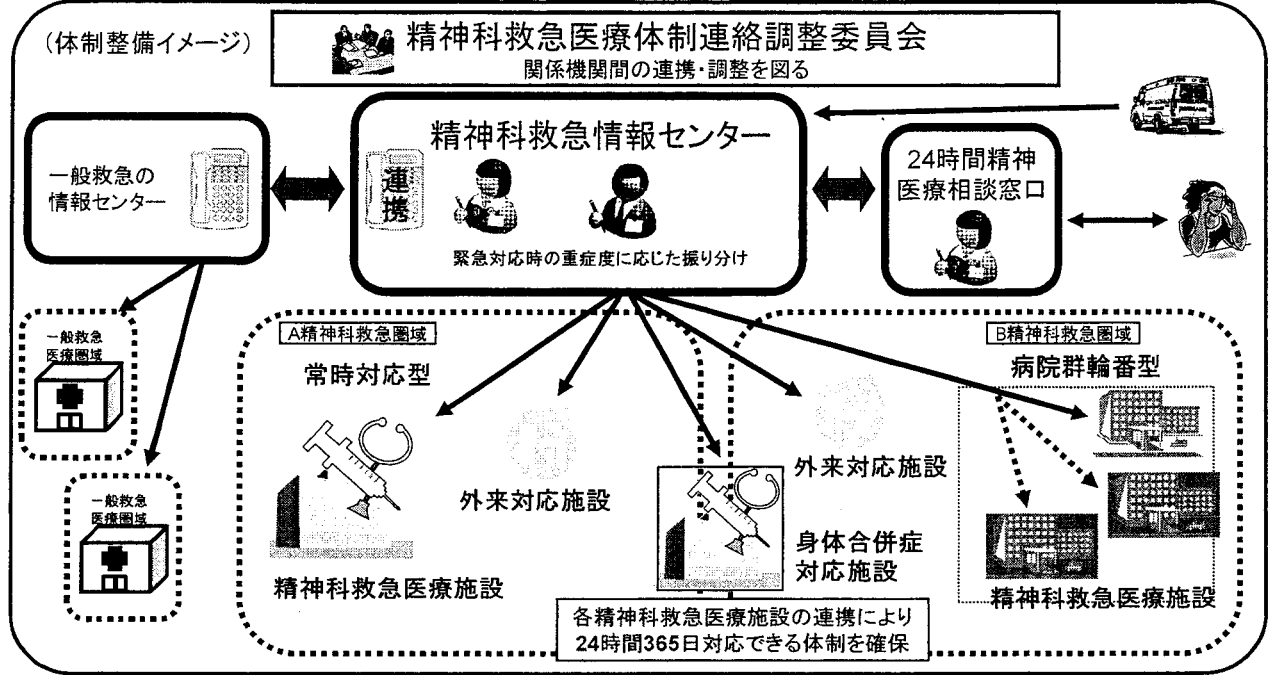 (体制整備イメージ)
精神科救急医療体制連絡調整委員会
関係機関間の連携・調整を図る
一般救急の
情報センター
精神科救急情報センター
連携
緊急対応時の重症度に応じた振り分け
24時間精神
医療相談窓口
一般救急
医療圏域
一般救急
医療圏域
A精神科救急圏域
常時対応型
外来対応施設
精神科救急医療施設
B精神科救急圏域
病院群輪番型
外来対応施設
身体合併症
対応施設
精神科救急医療施設
各精神科救急医療施設の連携により
24時間365日対応できる体制を確保